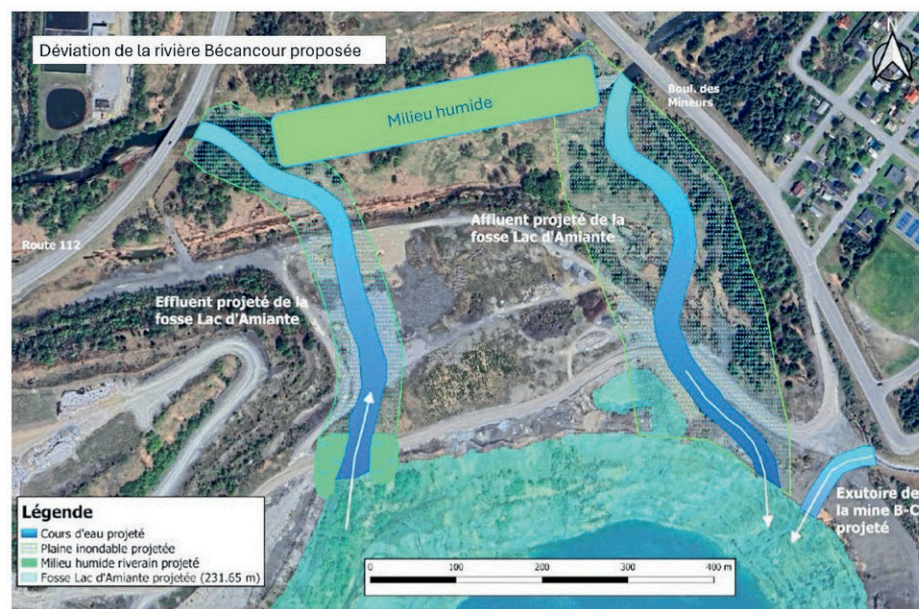 Déviation de la rivière Bécancour proposée
N
Milieu humide
Boul. des
Mineurs
Route 112
Affluent projeté de la
fosse Lac d'Amiante
Effluent projeté de la
fosse Lac d'Amiante
Exutoire de
la mine B-C
projeté
Légende
Cours d'eau projeté
Plaine inondable projetée
Milieu humide riverain projeté
Fosse Lac d'Amiante projetée (231.65 m)
0 100 200 300 400 m